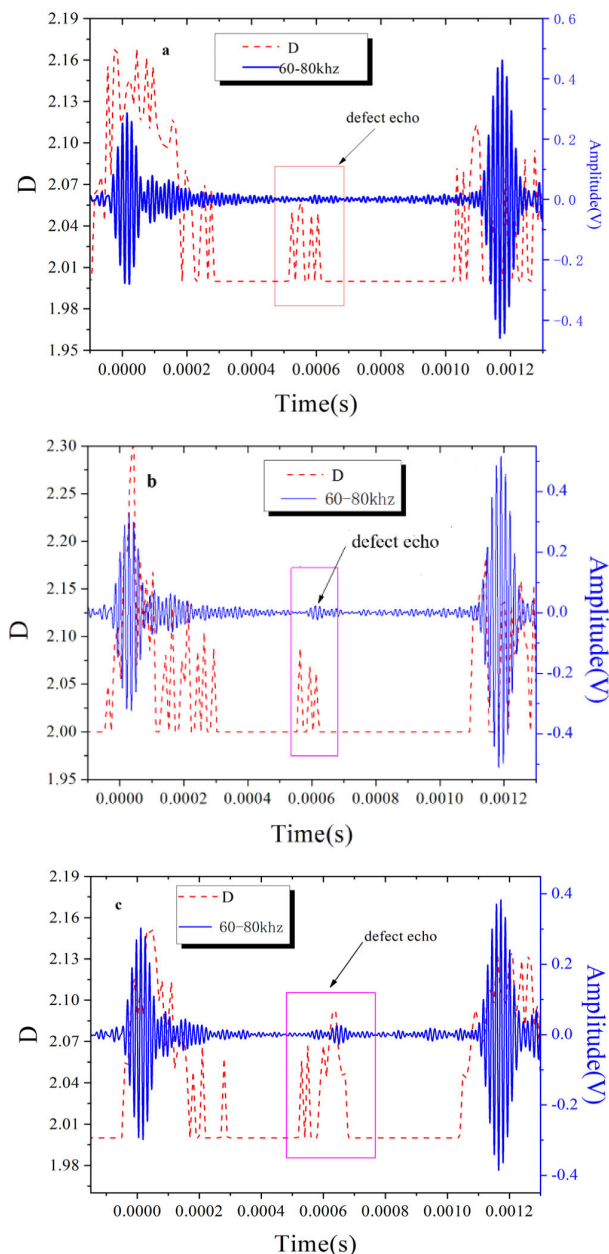 a
D
60-80khz
defect echo
2.19
2.16
2.13
2.10
2.07
2.04
2.01
1.98
1.95
D
0.6
0.4
0.2
0.0
−0.2
−0.4
Amplitude(V)
0.0000 0.0002 0.0004 0.0006 0.0008 0.0010 0.0012
Time(s)
b
D
60-80khz
defect echo
2.30
2.25
2.20
2.15
2.10
2.05
2.00
1.95
D
0.4
0.2
0.0
-0.2
-0.4
Amplitude(V)
0.0000 0.0002 0.0004 0.0006 0.0008 0.0010 0.0012
Time(s)
c
D
60-80khz
defect echo
2.19
2.16
2.13
2.10
2.07
2.04
2.01
1.98
D
0.4
0.2
0.0
-0.2
-0.4
Amplitude(V)
0.0000 0.0002 0.0004 0.0006 0.0008 0.0010 0.0012
Time(s)